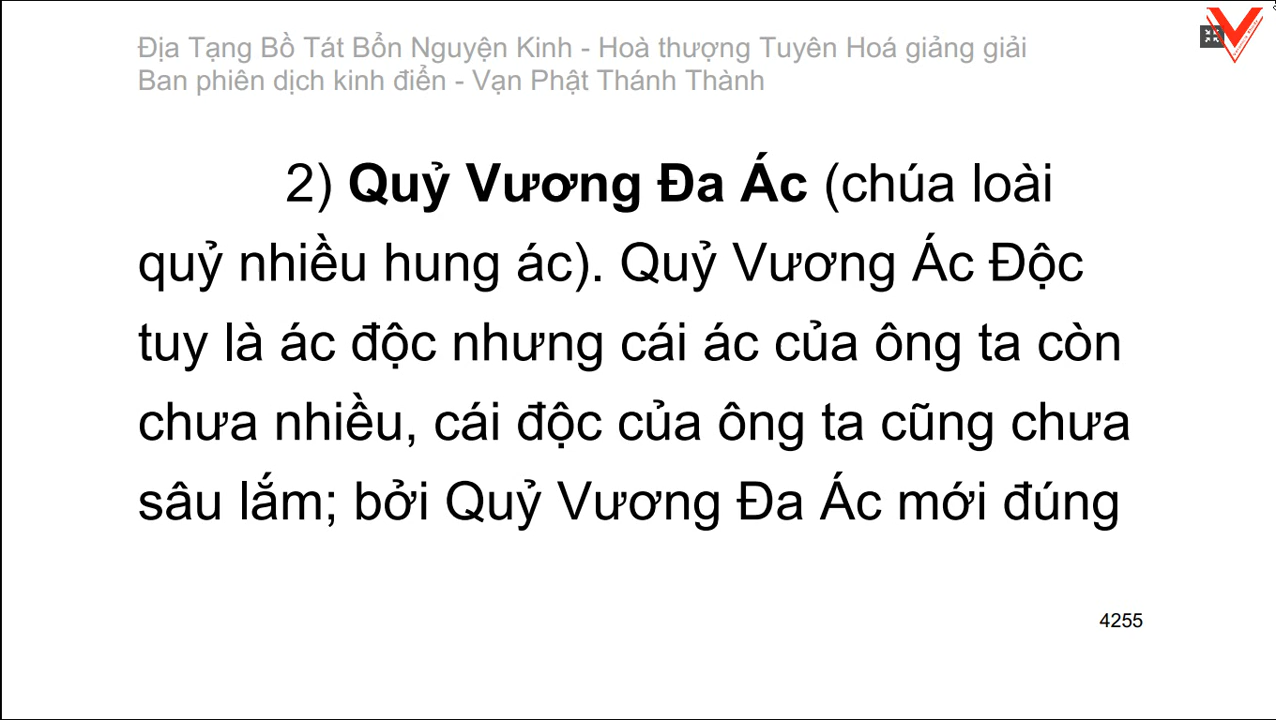 Địa Tạng Bồ Tát Bổn Nguyện Kinh - Hoà thượng Tuyên Hoá giảng giải
Ban phiên dịch kinh điển - Vạn Phật Thánh Thành
2) Quỷ Vương Đa Ác (chúa loài
quỷ nhiều hung ác). Quỷ Vương Ác Độc
tuy là ác độc nhưng cái ác của ông ta còn
chưa nhiều, cái độc của ông ta cũng chưa
sâu lắm; bởi Quỷ Vương Đa Ác mới đúng
4255